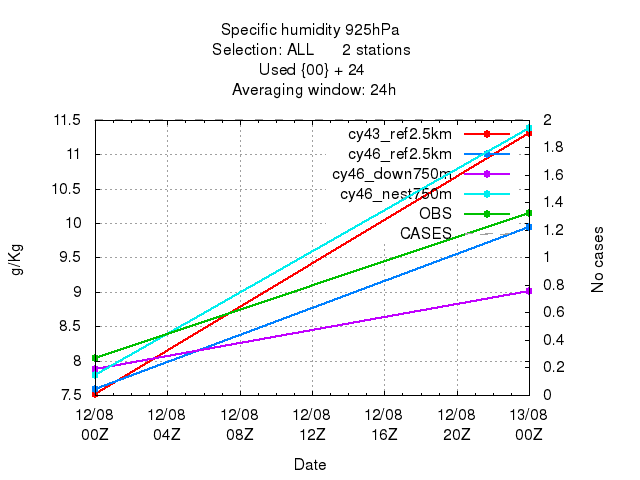 Specific humidity 925hPa
Selection: ALL 2 stations
Used {00} + 24
Averaging window: 24h
11.5
11
10.5
10
9.5
9
8.5
8
7.5
g/Kg
cy43_ref2.5km
cy46_ref2.5km
cy46_down750m
cy46_nest750m
OBS
CASES
2
1.8
1.6
1.4
1.2
1
0.8
0.6
0.4
0.2
0
No cases
12/08 12/08 12/08 12/08 12/08 12/08 13/08
00Z 04Z 08Z 12Z 16Z 20Z 00Z
Date